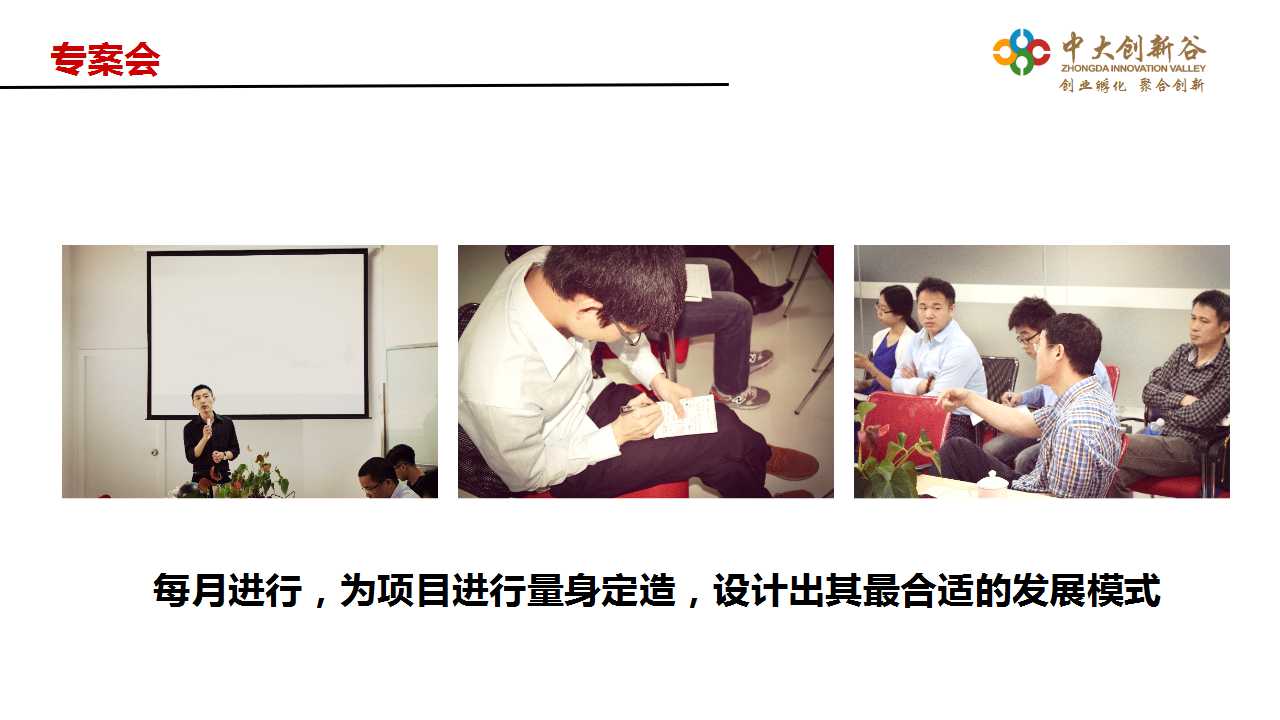 专案会
中大创新谷
ZHONGDA INNOVATION VALLEY
创业孵化 聚合创新
每月进行，为项目进行量身定造，设计出其最合适的发展模式